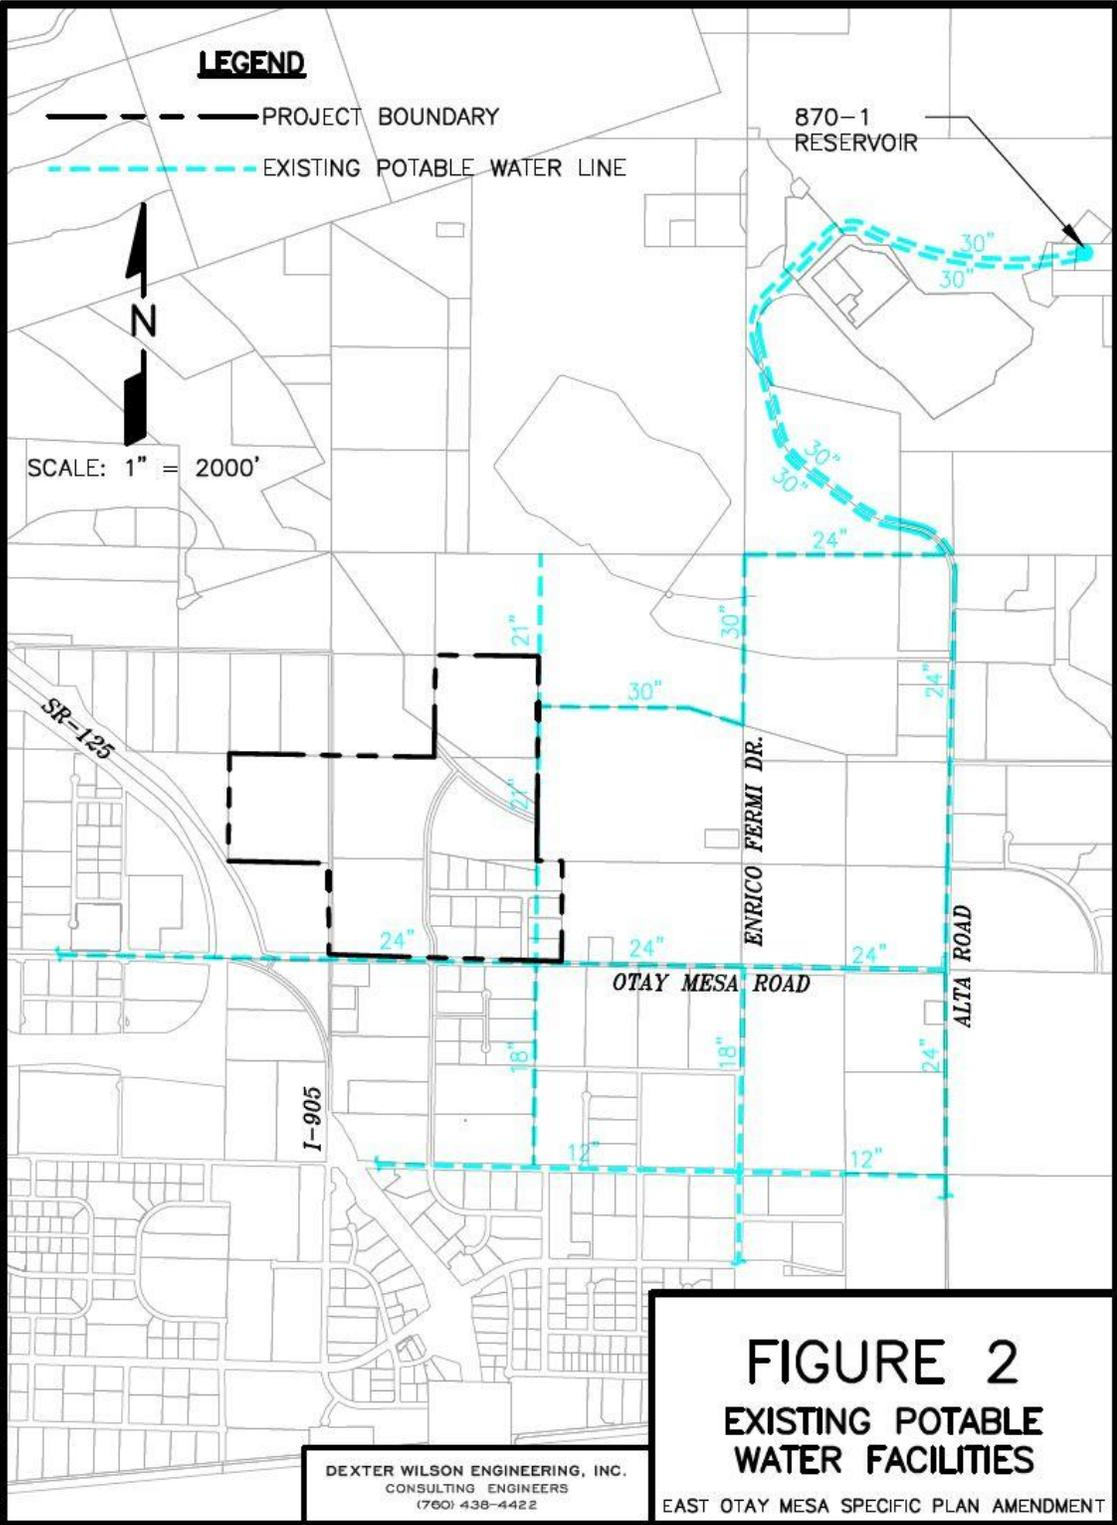 LEGEND
PROJECT BOUNDARY
EXISTING POTABLE WATER LINE
870-1
RESERVOIR
N
SCALE: 1" = 2000'
30"
30"
30"
30"
24"
21"
30"
30"
24"
SR-125
21"
ENRICO FERMI DR.
24"
24"
24"
OTAY MESA ROAD
ALTA ROAD
18"
18"
24"
I-905
12"
12"
FIGURE 2
EXISTING POTABLE
WATER FACILITIES
EAST OTAY MESA SPECIFIC PLAN AMENDMENT
DEXTER WILSON ENGINEERING, INC.
CONSULTING ENGINEERS
(760) 438-4422